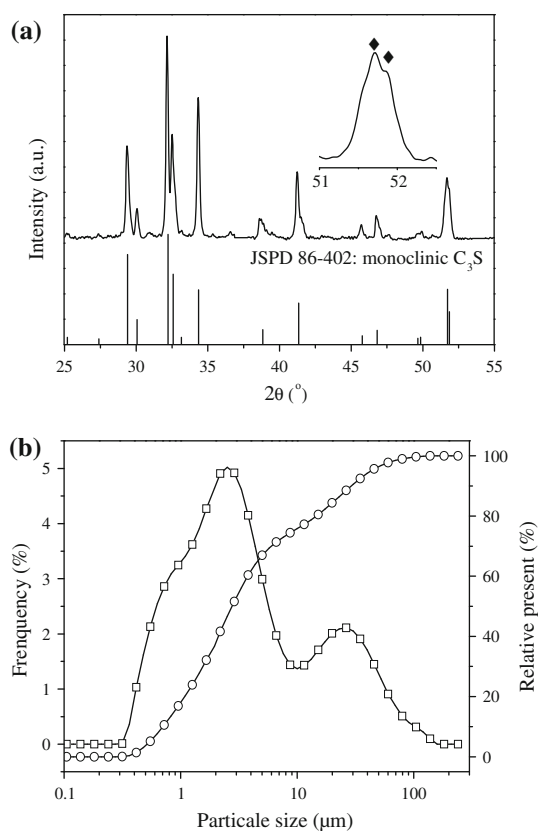 (a)
Intensity (a.u.)
51 52
JSPD 86-402: monoclinic C₃S
25 30 35 40 45 50 55
2θ (°)
(b)
Frenquency (%)
5
4
3
2
1
0
100
80
60
40
20
0
Relative present (%)
0.1 1 10 100
Particale size (μm)